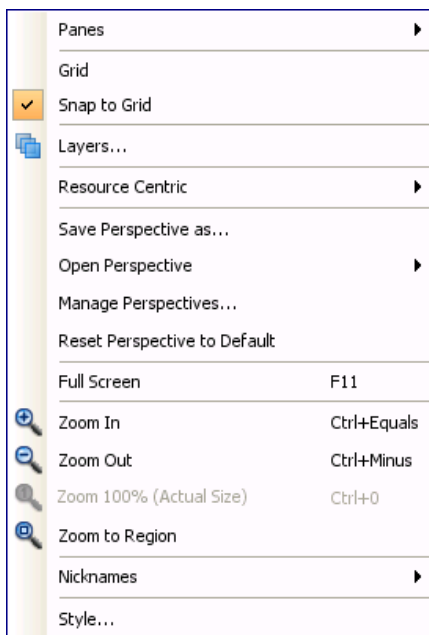 Panes
Grid
Snap to Grid
Layers...
Resource Centric
Save Perspective as...
Open Perspective
Manage Perspectives...
Reset Perspective to Default
Full Screen F11
Zoom In Ctrl+Equals
Zoom Out Ctrl+Minus
Zoom 100% (Actual Size) Ctrl+0
Zoom to Region
Nicknames
Style...